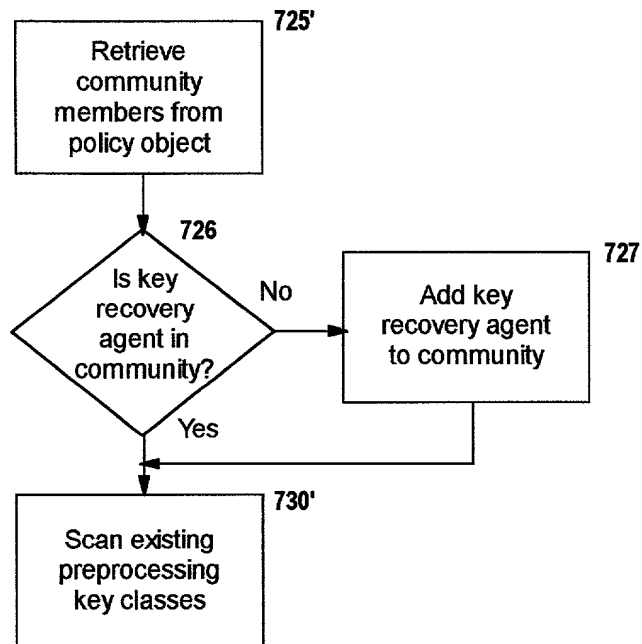 725'
Retrieve
community
members from
policy object
726
Is key
recovery
agent in
community?
No
727
Add key
recovery agent
to community
Yes
730'
Scan existing
preprocessing
key classes